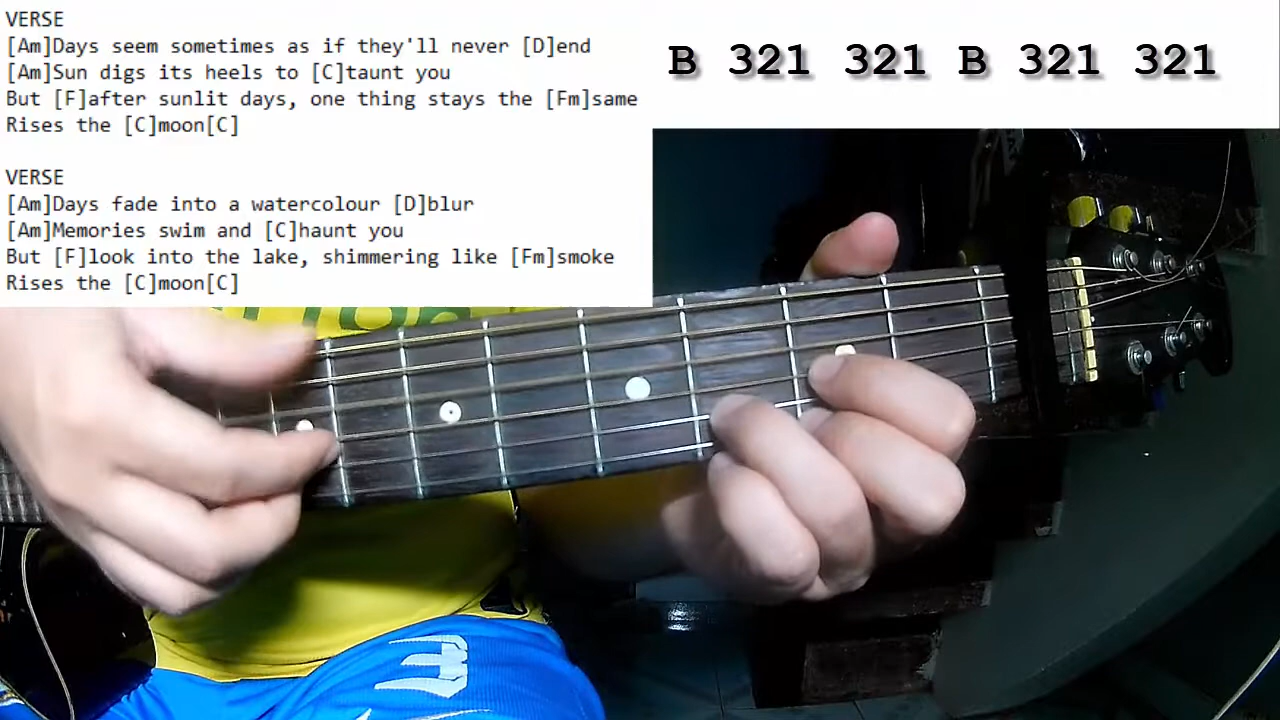 VERSE
[Am]Days seem sometimes as if they'll never [D]end
[Am]Sun digs its heels to [C]taunt you
But [F]after sunlit days, one thing stays the [Fm]same
Rises the [C]moon[C]
VERSE
[Am]Days fade into a watercolour [D]blur
[Am]Memories swim and [C]haunt you
But [F]look into the lake, shimmering like [Fm]smoke
Rises the [C]moon[C]
B 321 321 B 321 321